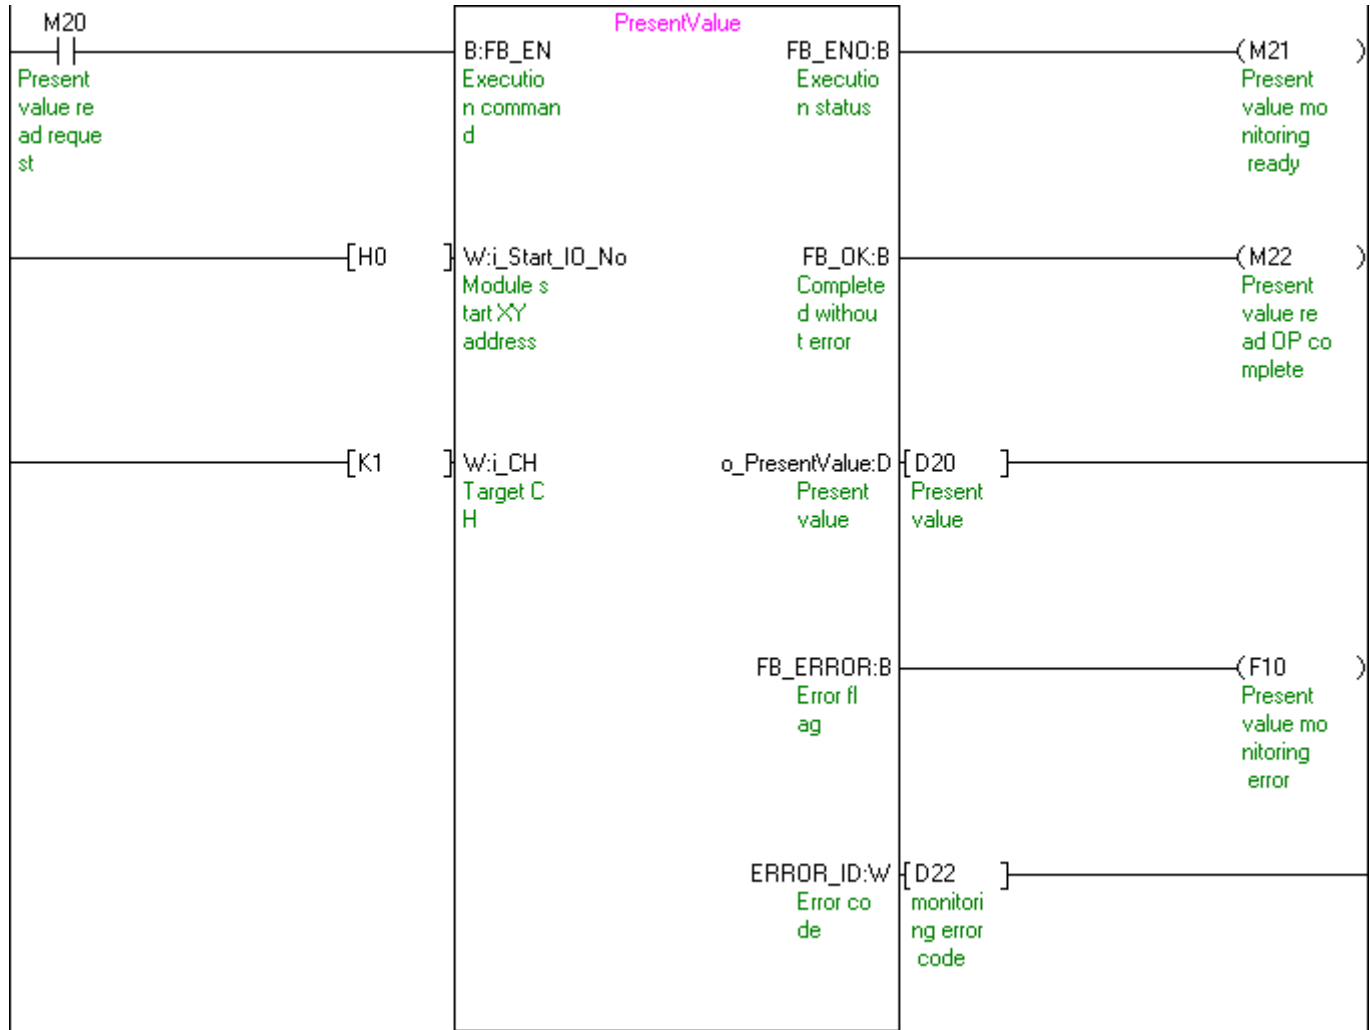 M20
PresentValue
B:FB_EN
FB_ENO:B
(M21 )
Present
value re
ad reque
st
Executio
n comman
d
Executio
n status
Present
value mo
nitoring
ready
[H0 ]
W:i_Start_IO_No
FB_OK:B
(M22 )
Module s
tart XY
address
Complete
d withou
t error
Present
value re
ad OP co
mplete
[K1 ]
W:i_CH
o_PresentValue:D
[D20 ]
Target C
H
Present
value
Present
value
FB_ERROR:B
(F10 )
Error fl
ag
Present
value mo
nitoring
error
ERROR_ID:W
[D22 ]
Error co
de
monitori
ng error
code